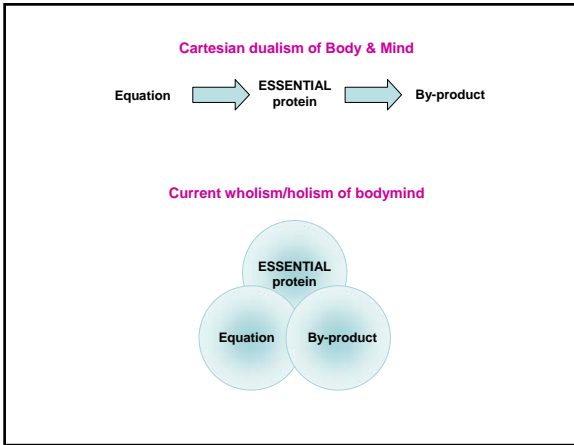 Cartesian dualism of Body & Mind
Equation
ESSENTIAL
protein
By-product
Current wholism/holism of bodymind
ESSENTIAL
protein
Equation
By-product